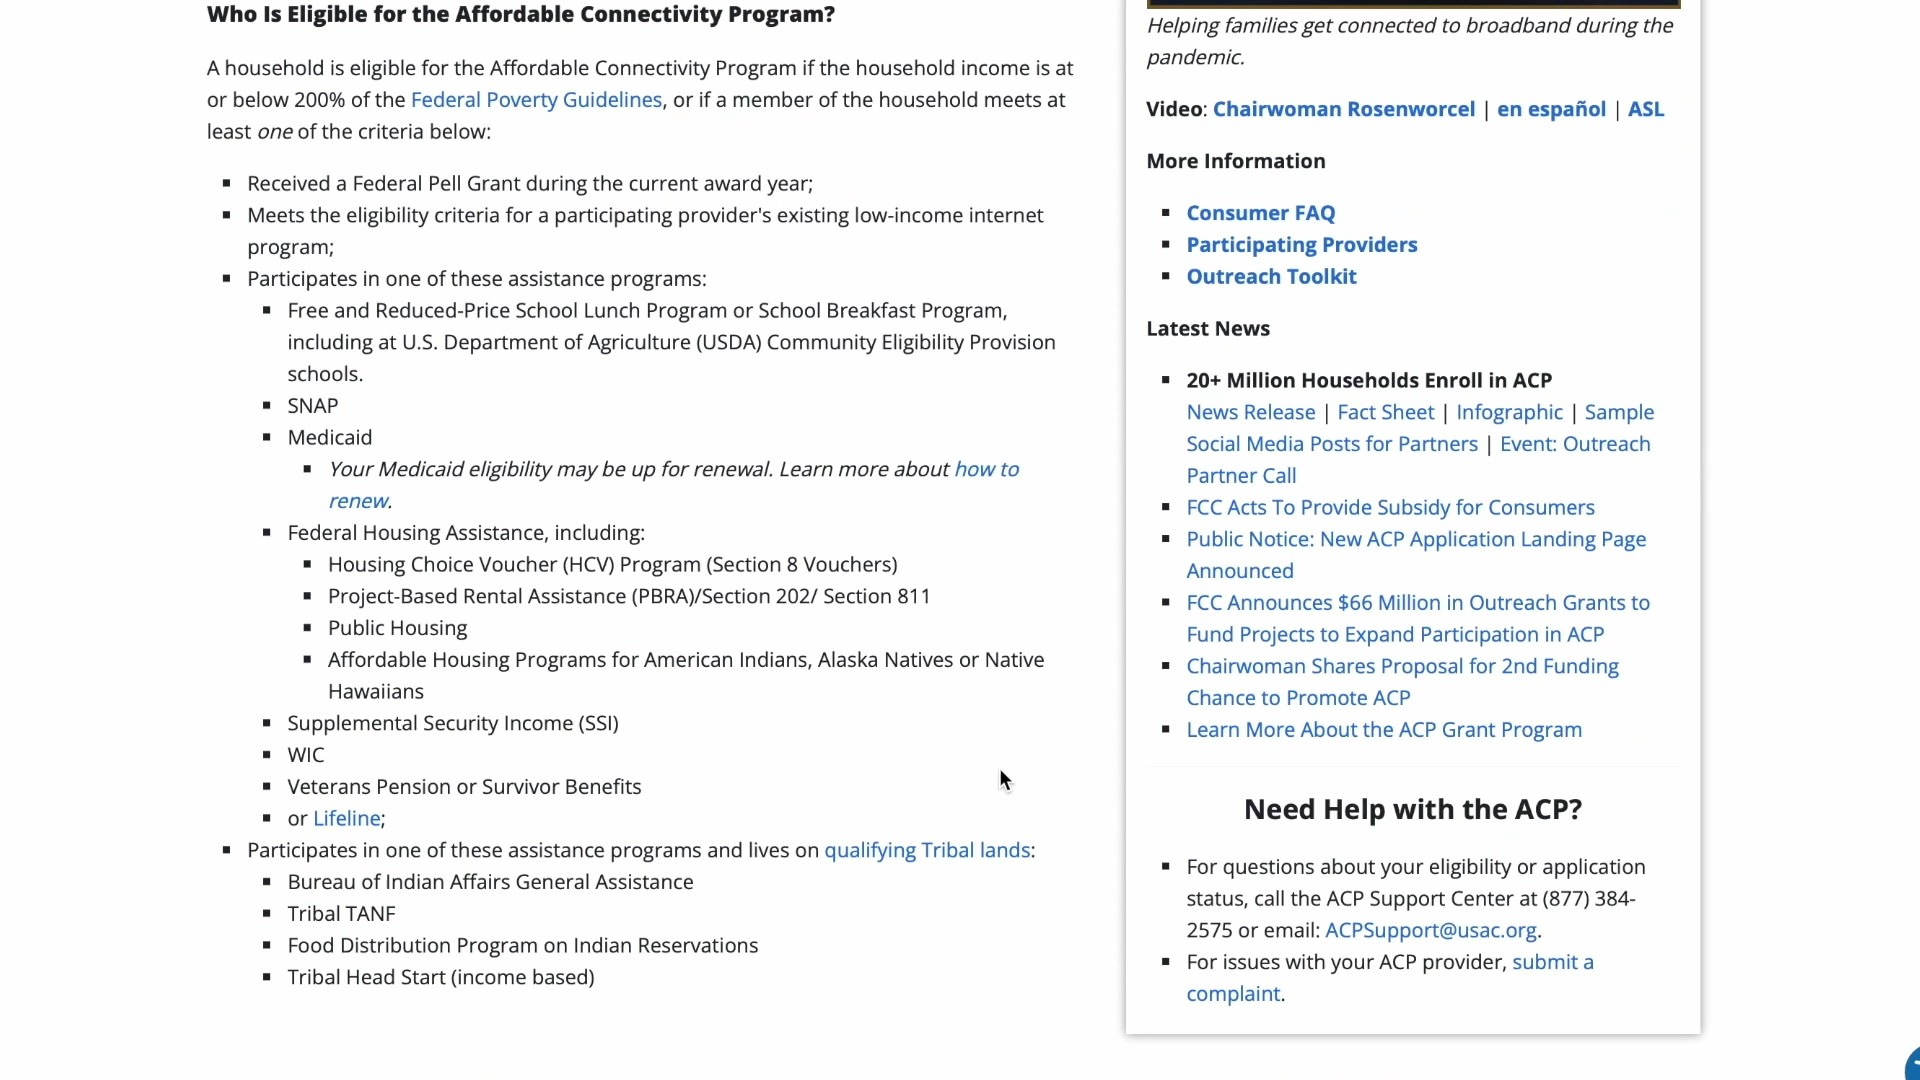 Who Is Eligible for the Affordable Connectivity Program?
A household is eligible for the Affordable Connectivity Program if the household income is at
or below 200% of the Federal Poverty Guidelines, or if a member of the household meets at
least one of the criteria below:
Received a Federal Pell Grant during the current award year;
Meets the eligibility criteria for a participating provider's existing low-income internet
program;
Participates in one of these assistance programs:
Free and Reduced-Price School Lunch Program or School Breakfast Program,
including at U.S. Department of Agriculture (USDA) Community Eligibility Provision
schools.
SNAP
Medicaid
Your Medicaid eligibility may be up for renewal. Learn more about how to
renew.
Federal Housing Assistance, including:
Housing Choice Voucher (HCV) Program (Section 8 Vouchers)
Project-Based Rental Assistance (PBRA)/Section 202/ Section 811
Public Housing
Affordable Housing Programs for American Indians, Alaska Natives or Native
Hawaiians
Supplemental Security Income (SSI)
WIC
Veterans Pension or Survivor Benefits
or Lifeline;
Participates in one of these assistance programs and lives on qualifying Tribal lands:
Bureau of Indian Affairs General Assistance
Tribal TANF
Food Distribution Program on Indian Reservations
Tribal Head Start (income based)
Helping families get connected to broadband during the
pandemic.
Video: Chairwoman Rosenworcel | en español | ASL
More Information
Consumer FAQ
Participating Providers
Outreach Toolkit
Latest News
20+ Million Households Enroll in ACP
News Release | Fact Sheet | Infographic | Sample
Social Media Posts for Partners | Event: Outreach
Partner Call
FCC Acts To Provide Subsidy for Consumers
Public Notice: New ACP Application Landing Page
Announced
FCC Announces $66 Million in Outreach Grants to
Fund Projects to Expand Participation in ACP
Chairwoman Shares Proposal for 2nd Funding
Chance to Promote ACP
Learn More About the ACP Grant Program
Need Help with the ACP?
For questions about your eligibility or application
status, call the ACP Support Center at (877) 384-
2575 or email: ACPSupport@usac.org.
For issues with your ACP provider, submit a
complaint.